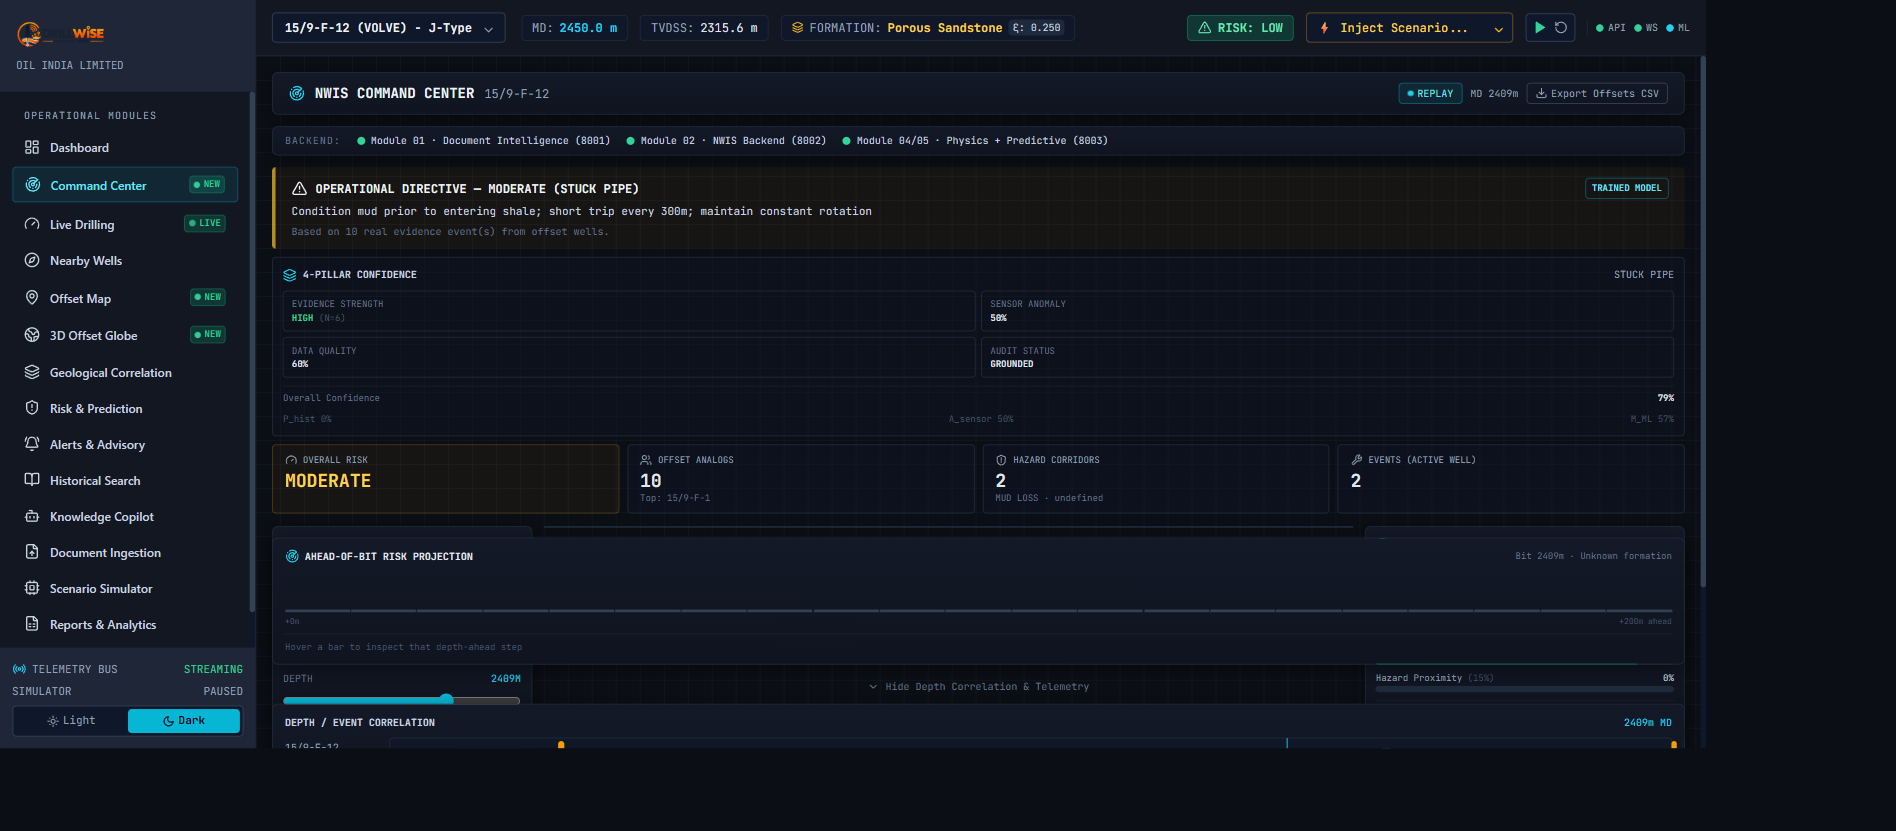 WiSE
OIL INDIA LIMITED
15/9-F-12 (VOLVE) - J-Type
MD: 2450.0 m
TVDSS: 2315.6 m
FORMATION: Porous Sandstone ξ: 0.250
RISK: LOW
Inject Scenario...
API WS ML
OPERATIONAL MODULES
Dashboard
Command Center NEW
Live Drilling LIVE
Nearby Wells
Offset Map NEW
3D Offset Globe NEW
Geological Correlation
Risk & Prediction
Alerts & Advisory
Historical Search
Knowledge Copilot
Document Ingestion
Scenario Simulator
Reports & Analytics
TELEMETRY BUS STREAMING
SIMULATOR PAUSED
Light Dark
NWIS COMMAND CENTER 15/9-F-12
REPLAY MD 2409m Export Offsets CSV
BACKEND: Module 01 · Document Intelligence (8001) Module 02 · NWIS Backend (8002) Module 04/05 · Physics + Predictive (8003)
OPERATIONAL DIRECTIVE — MODERATE (STUCK PIPE)
TRAINED MODEL
Condition mud prior to entering shale; short trip every 300m; maintain constant rotation
Based on 10 real evidence event(s) from offset wells.
4-PILLAR CONFIDENCE STUCK PIPE
EVIDENCE STRENGTH
HIGH (N=6)
SENSOR ANOMALY
50%
DATA QUALITY
60%
AUDIT STATUS
GROUNDED
Overall Confidence 79%
P_hist 0% A_sensor 50% M_ML 57%
OVERALL RISK
MODERATE
OFFSET ANALOGS
10
Top: 15/9-F-1
HAZARD CORRIDORS
2
MUD LOSS · undefined
EVENTS (ACTIVE WELL)
2
AHEAD-OF-BIT RISK PROJECTION Bit 2409m · Unknown formation
+0m +200m ahead
Hover a bar to inspect that depth-ahead step
DEPTH 2409M
Hide Depth Correlation & Telemetry
Hazard Proximity (15%) 0%
DEPTH / EVENT CORRELATION 2409m MD
15/9-F-12